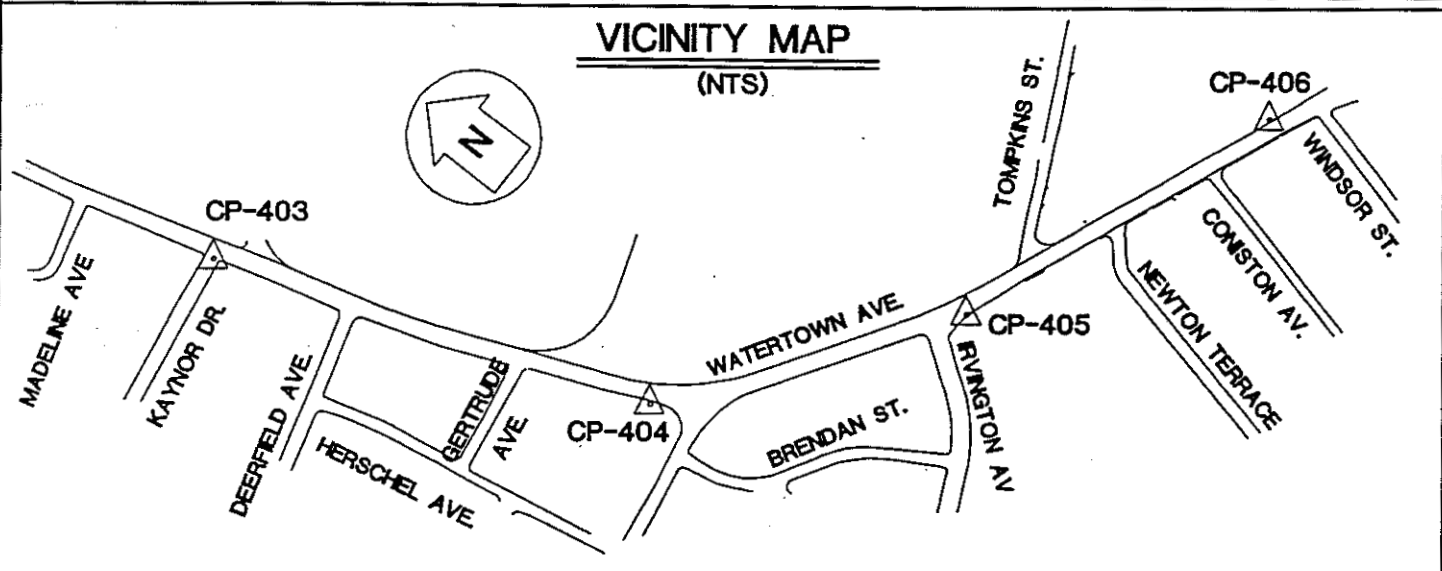 VICINITY MAP
(NTS)
N
CP-403
CP-406
TOMPKINS ST.
WINDSOR ST.
CONISTON AV.
NEWTON TERRACE
MADELINE AVE
KAYNOR DR.
DEERFIELD AVE.
HERSCHEL AVE.
GERTRUDE
AVE.
CP-404
WATERTOWN AVE.
CP-405
BRENDAN ST.
IRVINGTON AV